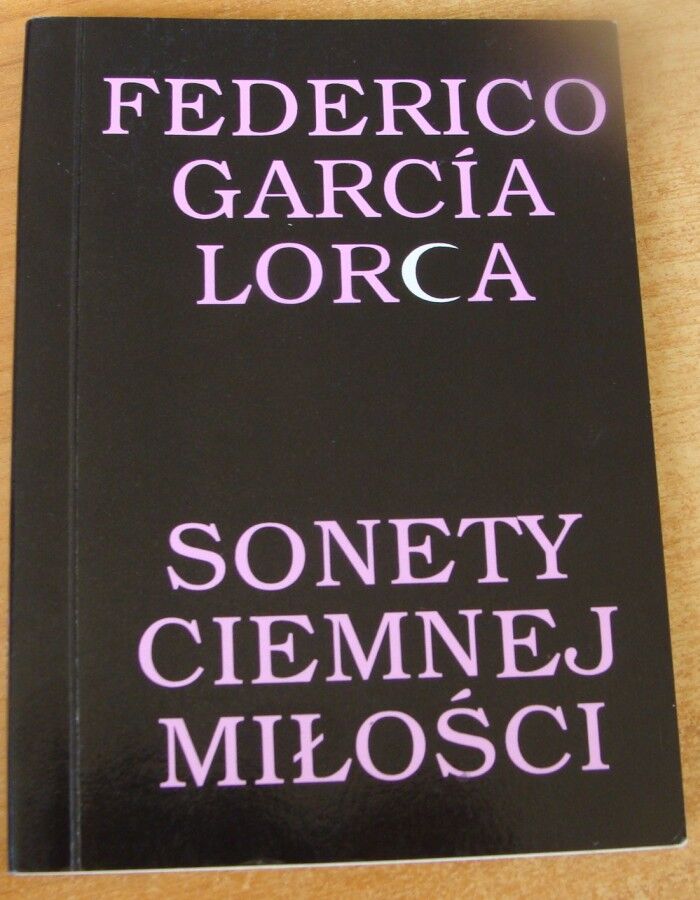 FEDERICO
GARCÍA
LORCA
SONETY
CIEMNEJ
MIŁOŚCI